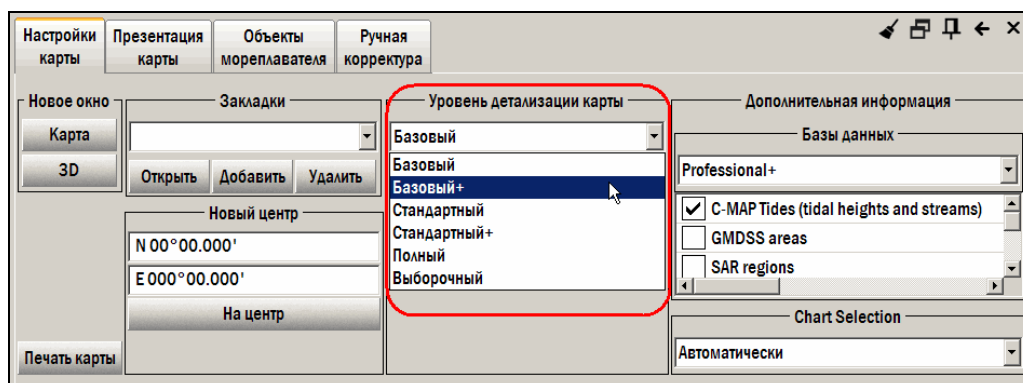 Настройки карты
Презентация карты
Объекты мореплавателя
Ручная корректура
Новое окно
Карта
3D
Печать карты
Закладки
Открыть Добавить Удалить
Новый центр
N 00°00.000'
E 000°00.000'
На центр
Уровень детализации карты
Базовый
Базовый
Базовый+
Стандартный
Стандартный+
Полный
Выборочный
Дополнительная информация
Базы данных
Professional+
C-MAP Tides (tidal heights and streams)
GMDSS areas
SAR regions
Chart Selection
Автоматически